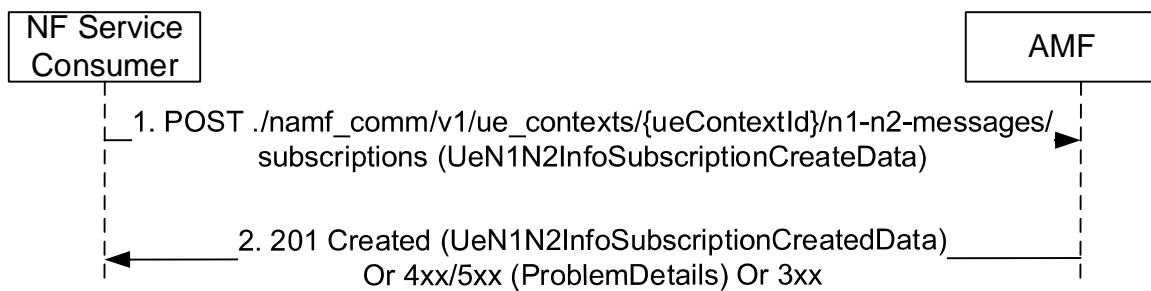 NF Service
Consumer
AMF
1. POST ./namf_comm/v1/ue_contexts/{ueContextId}/n1-n2-messages/
subscriptions (UeN1N2InfoSubscriptionCreateData)
2. 201 Created (UeN1N2InfoSubscriptionCreatedData)
Or 4xx/5xx (ProblemDetails) Or 3xx